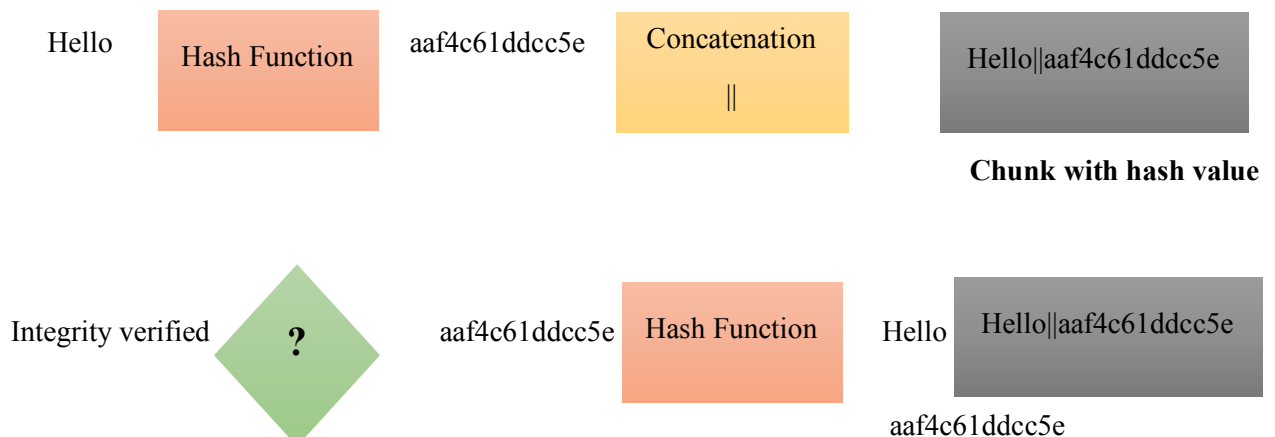 Hello
Hash Function
aaf4c61ddcc5e
Concatenation
||
Hello||aaf4c61ddcc5e
Chunk with hash value
Integrity verified
?
aaf4c61ddcc5e
Hash Function
Hello
Hello||aaf4c61ddcc5e
aaf4c61ddcc5e